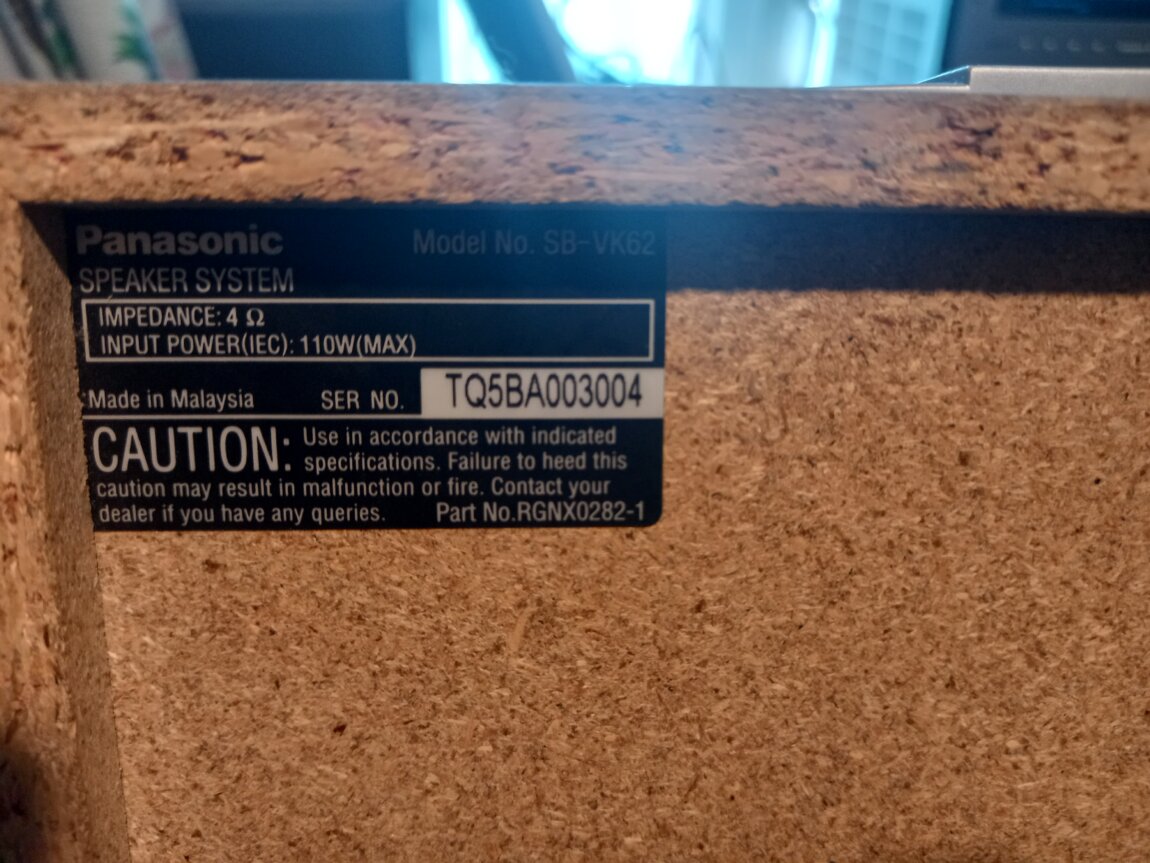 Panasonic Model No. SB-VK62
SPEAKER SYSTEM
IMPEDANCE: 4 Ω
INPUT POWER(IEC): 110W(MAX)
Made in Malaysia SER NO. TQ5BA003004
CAUTION: Use in accordance with indicated
specifications. Failure to heed this
caution may result in malfunction or fire. Contact your
dealer if you have any queries. Part No.RGNX0282-1